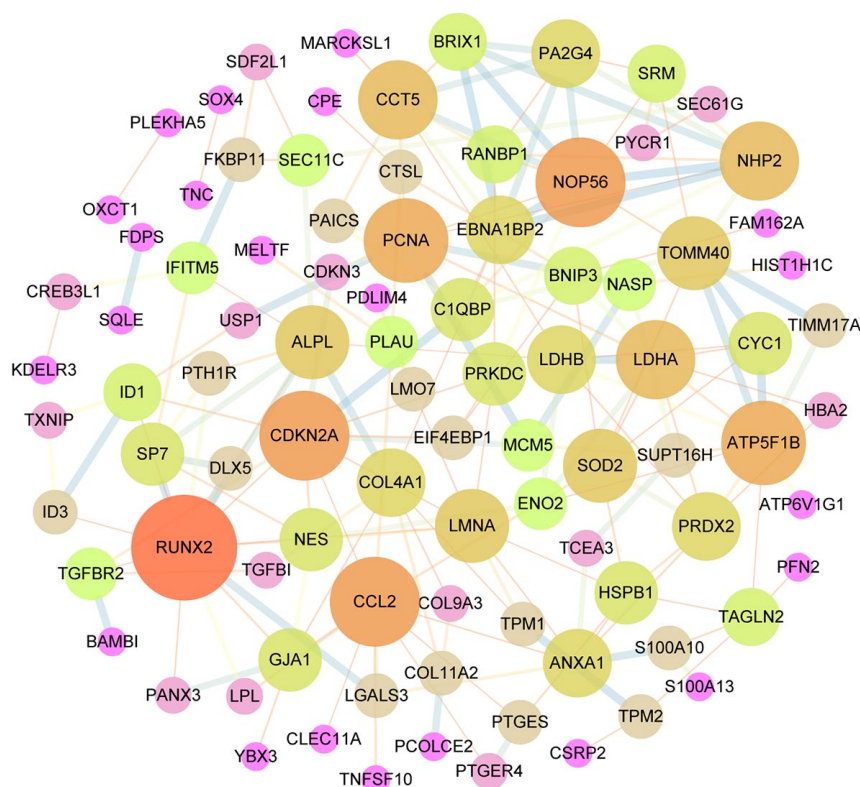 MARCKSL1
BRIX1
PA2G4
SDF2L1
SRM
SOX4
CPE
CCT5
SEC61G
PLEKHA5
PYCR1
FKBP11
SEC11C
RANBP1
NHP2
CTSL
NOP56
TNC
OXCT1
PAICS
FAM162A
FDPS
PCNA
EBNA1BP2
MELTF
TOMM40
IFITM5
CDKN3
BNIP3
HIST1H1C
CREB3L1
NASP
PDLIM4
SQLE
USP1
C1QBP
TIMM17A
ALPL
PLAU
CYC1
KDELR3
PTH1R
LDHB
LDHA
PRKDC
ID1
LMO7
TXNIP
HBA2
CDKN2A
EIF4EBP1
ATP5F1B
SP7
MCM5
SUPT16H
DLX5
SOD2
COL4A1
ENO2
ATP6V1G1
ID3
LMNA
PRDX2
NES
RUNX2
TCEA3
PFN2
TGFBR2
TGFBI
CCL2
COL9A3
HSPB1
TAGLN2
TPM1
BAMBI
S100A10
GJA1
ANXA1
COL11A2
S100A13
PANX3
LPL
LGALS3
PTGES
TPM2
CLEC11A
PCOLCE2
YBX3
CSRP2
PTGER4
TNFSF10